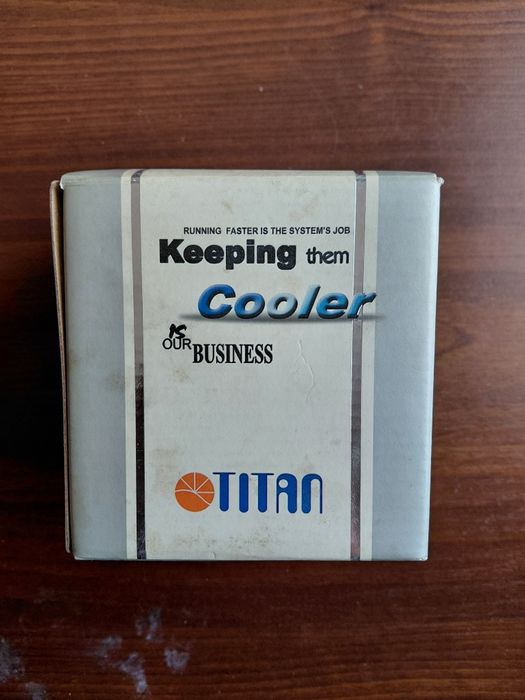 RUNNING FASTER IS THE SYSTEM'S JOB
Keeping them
Cooler
is
OUR BUSINESS
TITAN